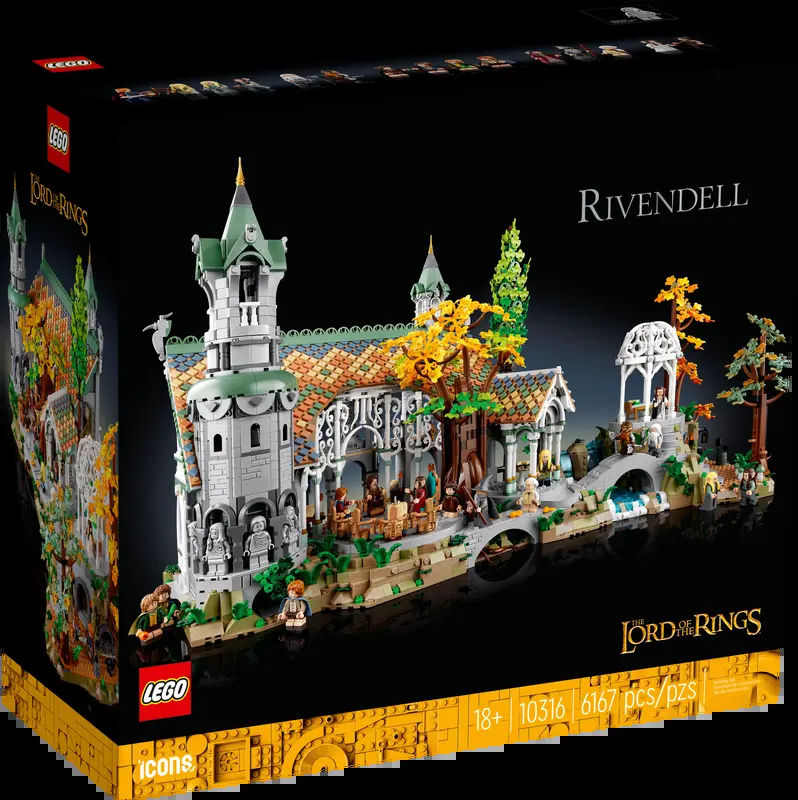 LEGO
LEGO
THE
LORD OF THE RINGS
RIVENDELL
THE
LORD OF THE RINGS
LEGO
18+ 10316 6167 pcs/pzs
icons